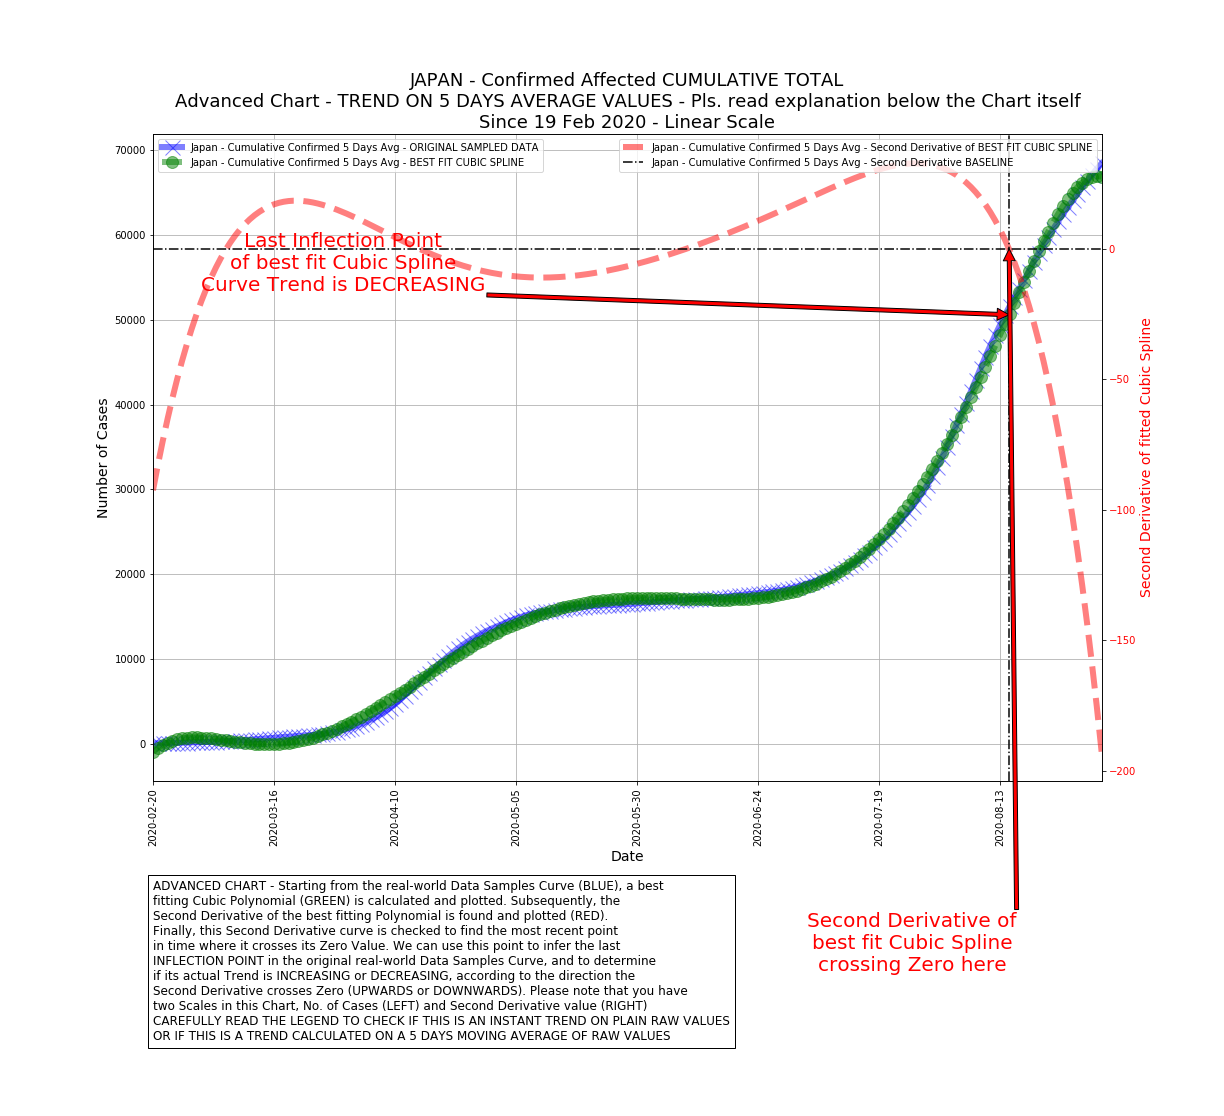 JAPAN - Confirmed Affected CUMULATIVE TOTAL
Advanced Chart - TREND ON 5 DAYS AVERAGE VALUES - Pls. read explanation below the Chart itself
Since 19 Feb 2020 - Linear Scale
Japan - Cumulative Confirmed 5 Days Avg - ORIGINAL SAMPLED DATA
Japan - Cumulative Confirmed 5 Days Avg - BEST FIT CUBIC SPLINE
Japan - Cumulative Confirmed 5 Days Avg - Second Derivative of BEST FIT CUBIC SPLINE
Japan - Cumulative Confirmed 5 Days Avg - Second Derivative BASELINE
Last Inflection Point
of best fit Cubic Spline
Curve Trend is DECREASING
Number of Cases
70000
60000
50000
40000
30000
20000
10000
0
0
−50
−100
−150
−200
Second Derivative of fitted Cubic Spline
2020-02-20
2020-03-16
2020-04-10
2020-05-05
2020-05-30
2020-06-24
2020-07-19
2020-08-13
Date
ADVANCED CHART - Starting from the real-world Data Samples Curve (BLUE), a best
fitting Cubic Polynomial (GREEN) is calculated and plotted. Subsequently, the
Second Derivative of the best fitting Polynomial is found and plotted (RED).
Finally, this Second Derivative curve is checked to find the most recent point
in time where it crosses its Zero Value. We can use this point to infer the last
INFLECTION POINT in the original real-world Data Samples Curve, and to determine
if its actual Trend is INCREASING or DECREASING, according to the direction the
Second Derivative crosses Zero (UPWARDS or DOWNWARDS). Please note that you have
two Scales in this Chart, No. of Cases (LEFT) and Second Derivative value (RIGHT)
CAREFULLY READ THE LEGEND TO CHECK IF THIS IS AN INSTANT TREND ON PLAIN RAW VALUES
OR IF THIS IS A TREND CALCULATED ON A 5 DAYS MOVING AVERAGE OF RAW VALUES
Second Derivative of
best fit Cubic Spline
crossing Zero here